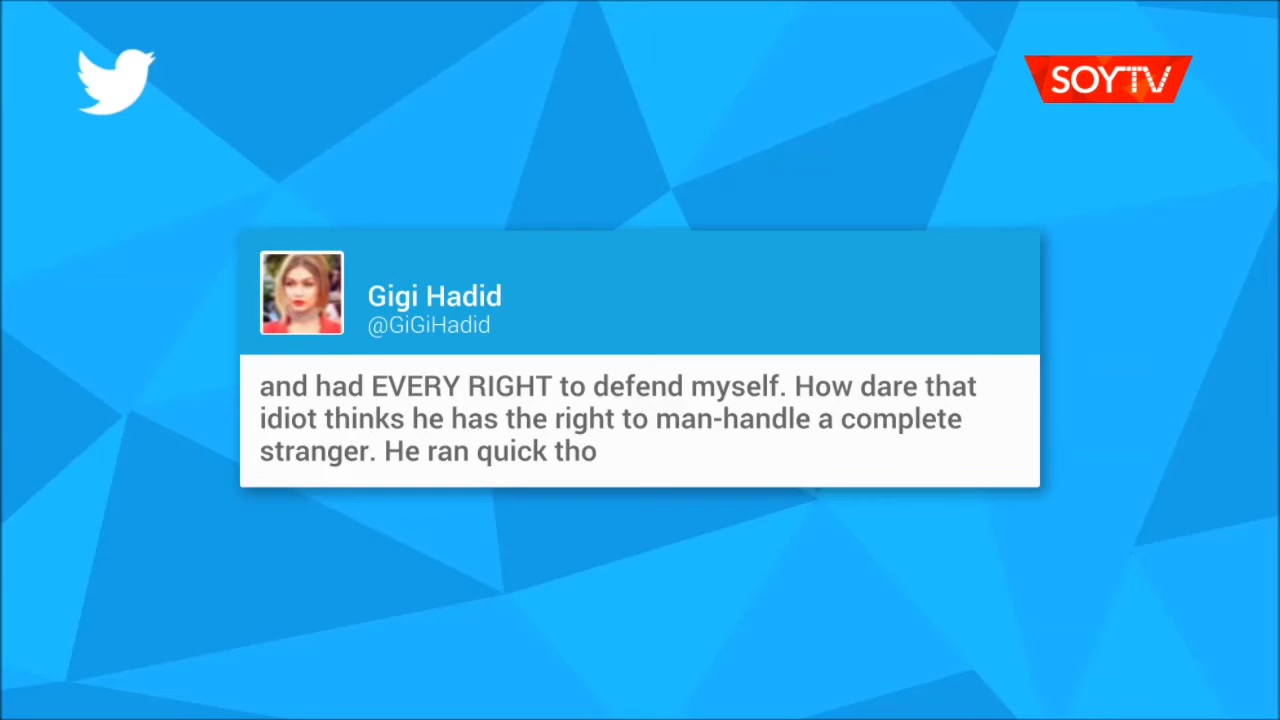 SOYTV
Gigi Hadid
@GiGiHadid
and had EVERY RIGHT to defend myself. How dare that
idiot thinks he has the right to man-handle a complete
stranger. He ran quick tho